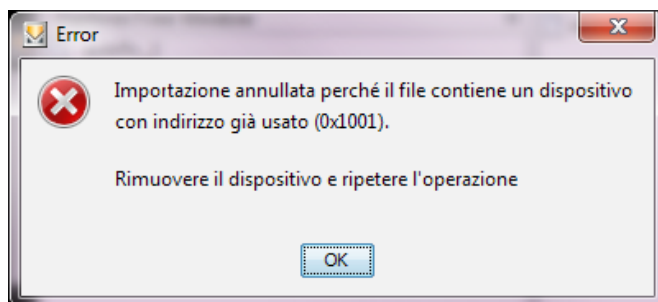 Error
Importazione annullata perché il file contiene un dispositivo
con indirizzo già usato (0x1001).
Rimuovere il dispositivo e ripetere l'operazione
OK